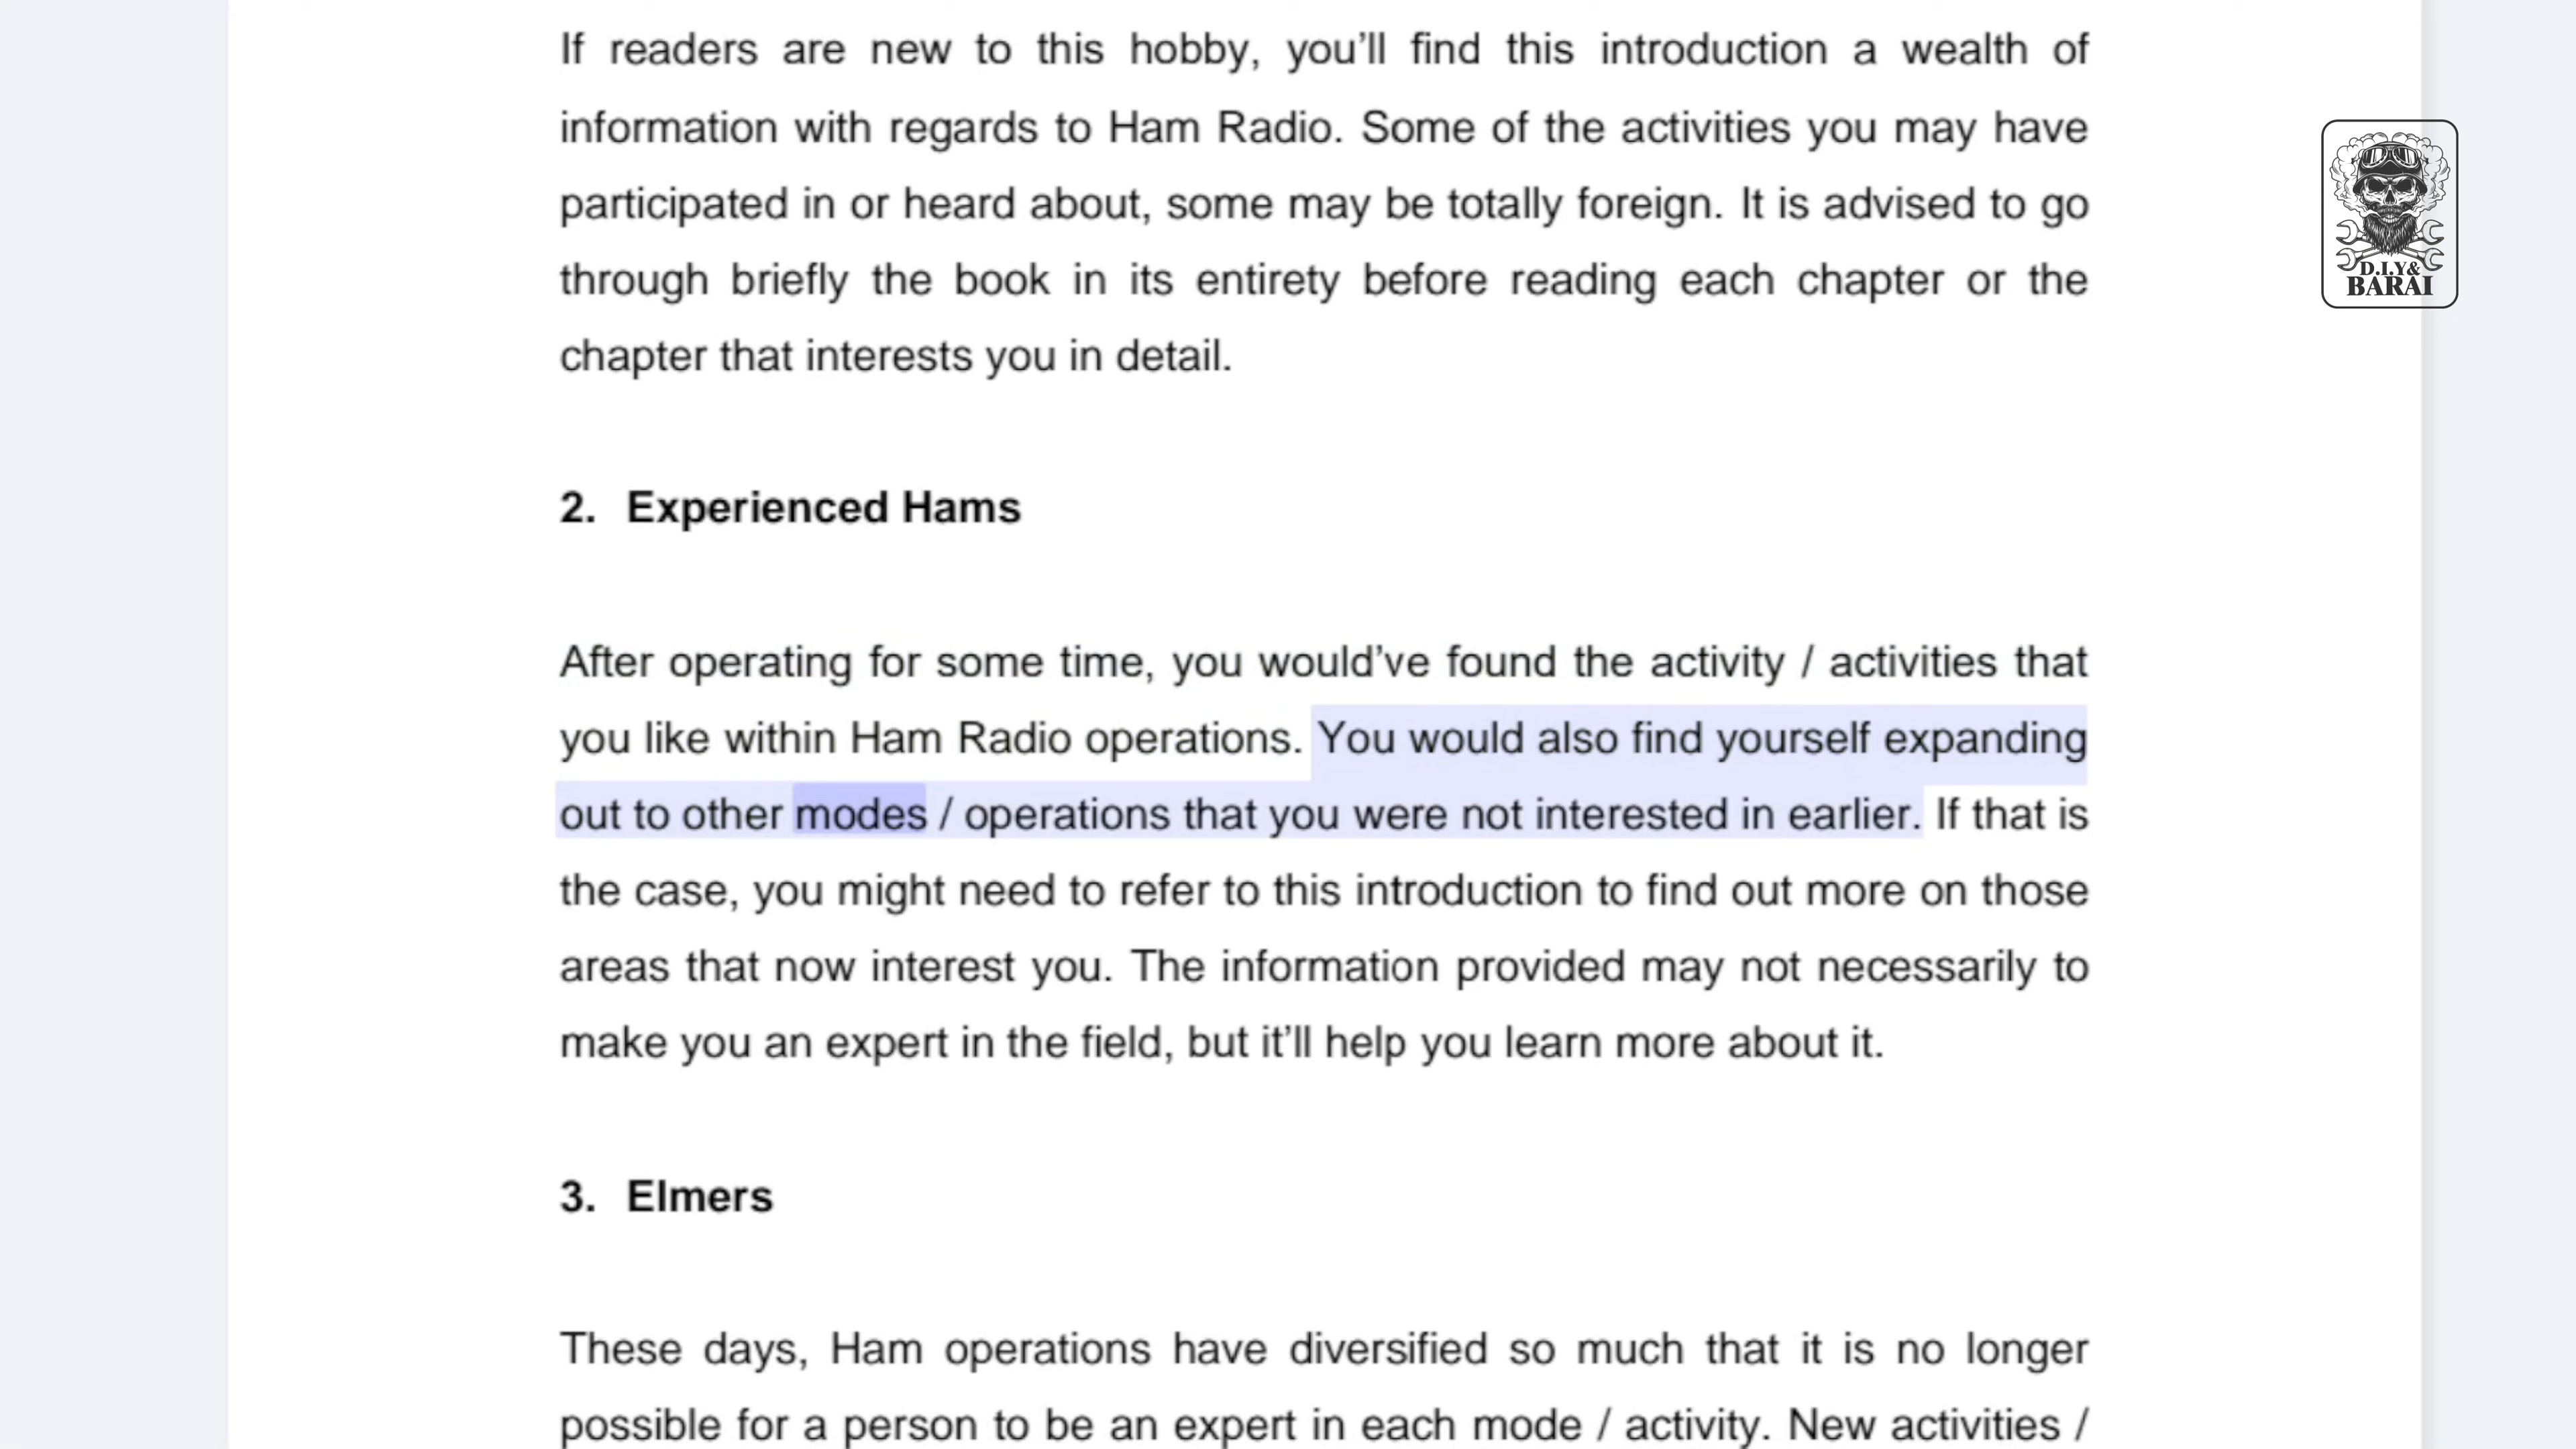 If readers are new to this hobby, you'll find this introduction a wealth of
information with regards to Ham Radio. Some of the activities you may have
participated in or heard about, some may be totally foreign. It is advised to go
through briefly the book in its entirety before reading each chapter or the
chapter that interests you in detail.
2. Experienced Hams
After operating for some time, you would've found the activity / activities that
you like within Ham Radio operations. You would also find yourself expanding
out to other modes / operations that you were not interested in earlier. If that is
the case, you might need to refer to this introduction to find out more on those
areas that now interest you. The information provided may not necessarily to
make you an expert in the field, but it'll help you learn more about it.
3. Elmers
These days, Ham operations have diversified so much that it is no longer
possible for a person to be an expert in each mode / activity. New activities /
D.I.Y&
BARAI